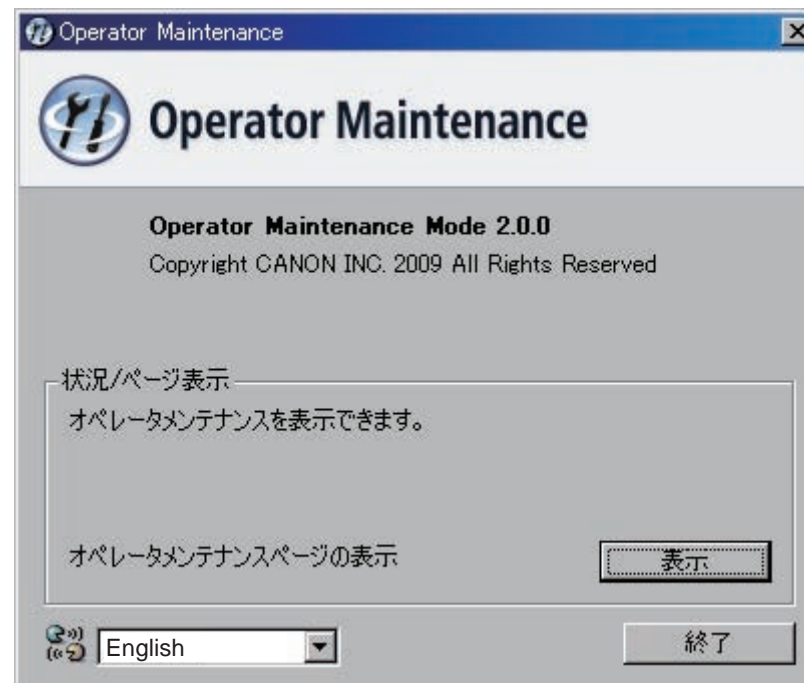 Operator Maintenance
Operator Maintenance
Operator Maintenance Mode 2.0.0
Copyright CANON INC. 2009 All Rights Reserved
状況/ページ表示
オペレータメンテナンスを表示できます。
オペレータメンテナンスページの表示
表示
English
終了